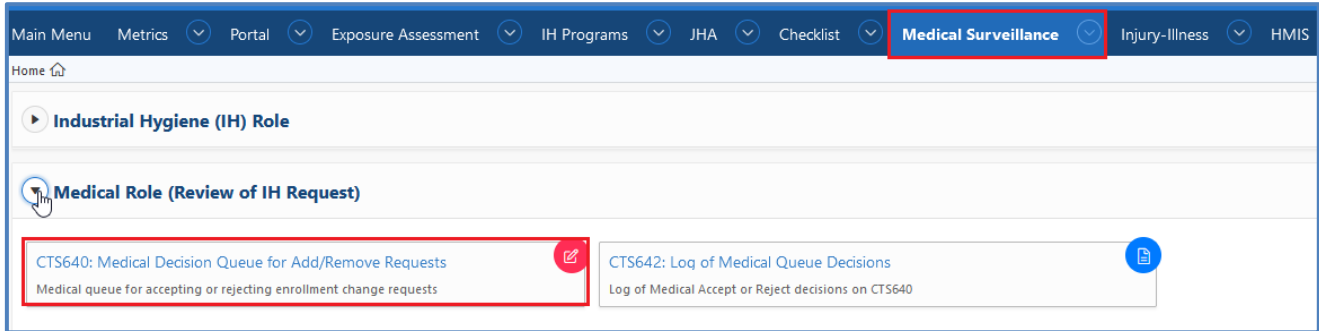 Main Menu Metrics Portal Exposure Assessment IH Programs JHA Checklist Medical Surveillance Injury-Illness HMIS
Home
Industrial Hygiene (IH) Role
Medical Role (Review of IH Request)
CTS640: Medical Decision Queue for Add/Remove Requests
Medical queue for accepting or rejecting enrollment change requests
CTS642: Log of Medical Queue Decisions
Log of Medical Accept or Reject decisions on CTS640